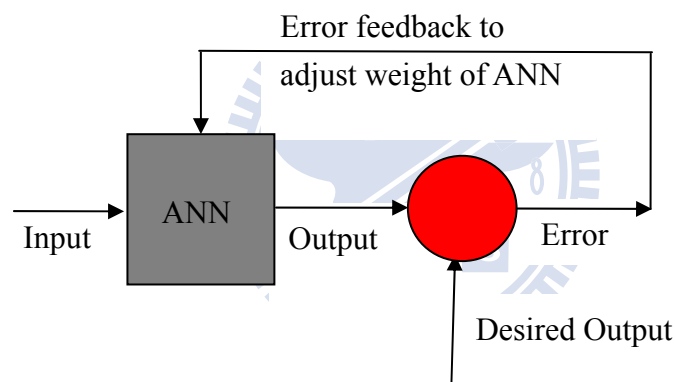 Error feedback to
adjust weight of ANN
ANN
Input
Output
Error
Desired Output